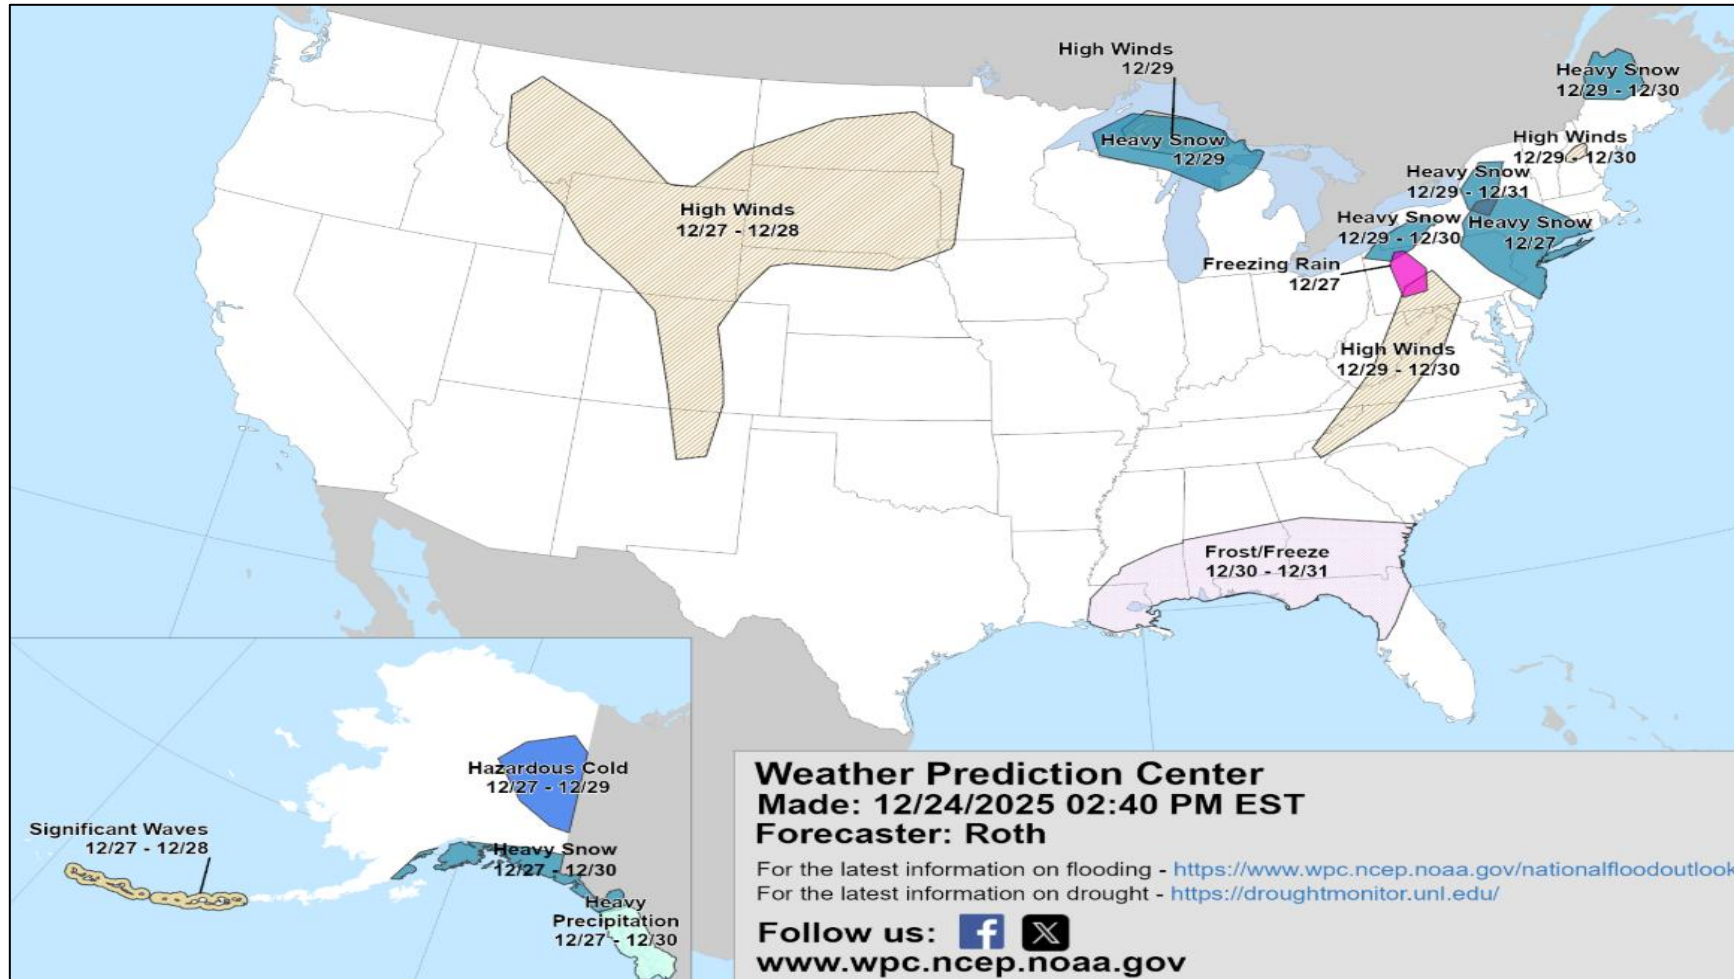 High Winds
12/29
Heavy Snow
12/29 - 12/30
High Winds
12/29 - 12/30
Heavy Snow
12/29
Heavy Snow
12/29 - 12/31
High Winds
12/27 - 12/28
Heavy Snow
12/29 - 12/30
Heavy Snow
12/27
Freezing Rain
12/27
High Winds
12/29 - 12/30
Frost/Freeze
12/30 - 12/31
Hazardous Cold
12/27 - 12/29
Significant Waves
12/27 - 12/28
Heavy Snow
12/27 - 12/30
Heavy
Precipitation
12/27 - 12/30
Weather Prediction Center
Made: 12/24/2025 02:40 PM EST
Forecaster: Roth
For the latest information on flooding - https://www.wpc.ncep.noaa.gov/nationalfloodoutlook
For the latest information on drought - https://droughtmonitor.unl.edu/
Follow us:
www.wpc.ncep.noaa.gov